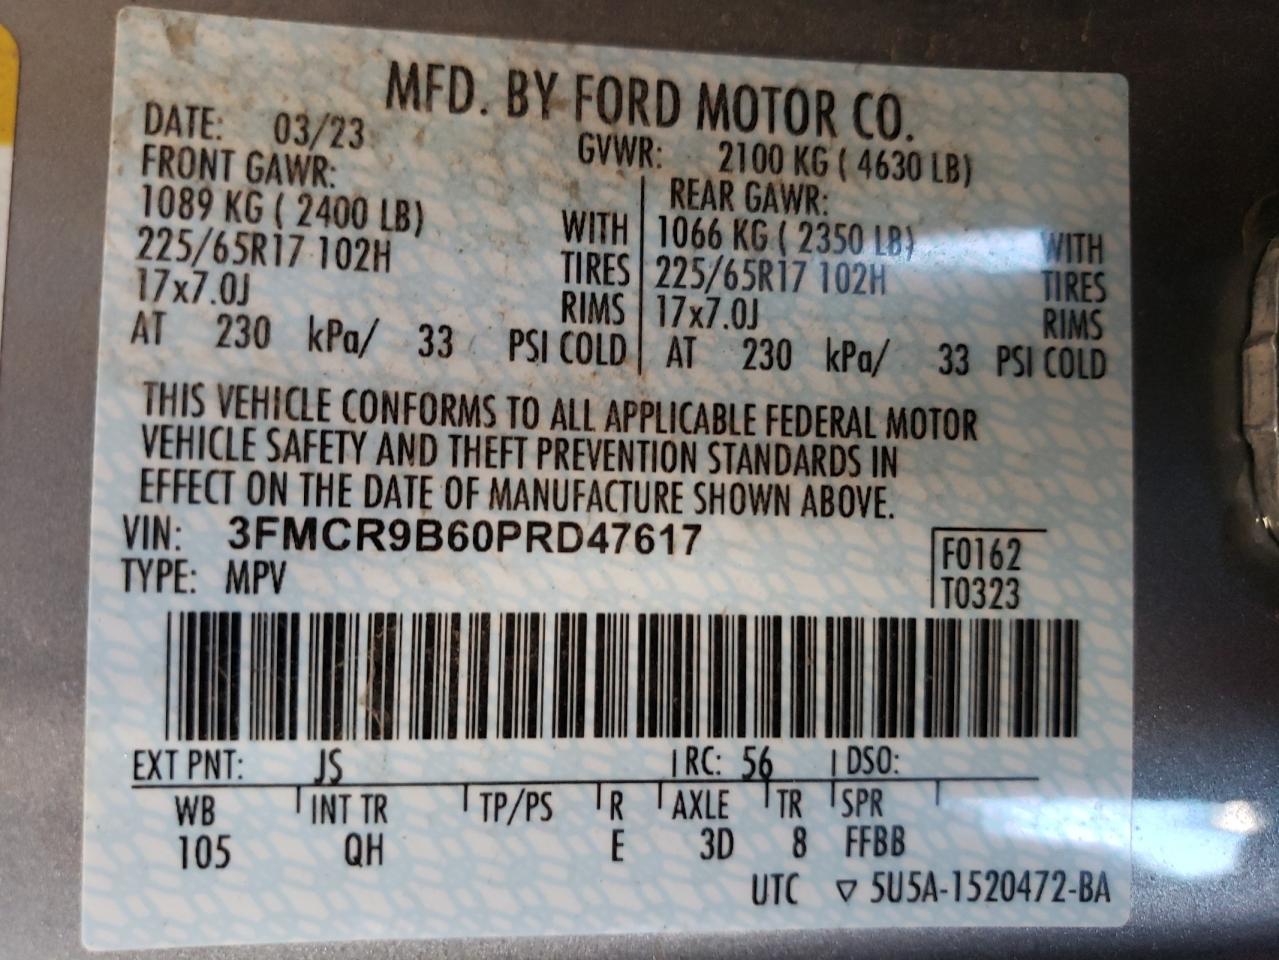 MFD. BY FORD MOTOR CO.
DATE: 03/23
GVWR: 2100 KG ( 4630 LB)
FRONT GAWR:
1089 KG ( 2400 LB) WITH
225/65R17 102H TIRES
17x7.0J RIMS
AT 230 kPa/ 33 PSI COLD
REAR GAWR:
1066 KG ( 2350 LB) WITH
225/65R17 102H TIRES
17x7.0J RIMS
AT 230 kPa/ 33 PSI COLD
THIS VEHICLE CONFORMS TO ALL APPLICABLE FEDERAL MOTOR
VEHICLE SAFETY AND THEFT PREVENTION STANDARDS IN
EFFECT ON THE DATE OF MANUFACTURE SHOWN ABOVE.
VIN: 3FMCR9B60PRD47617
TYPE: MPV
F0162
T0323
EXT PNT: JS RC: 56 DSO:
WB INT TR TP/PS R AXLE TR SPR
105 QH E 3D 8 FFBB
UTC ▽ 5U5A-1520472-BA